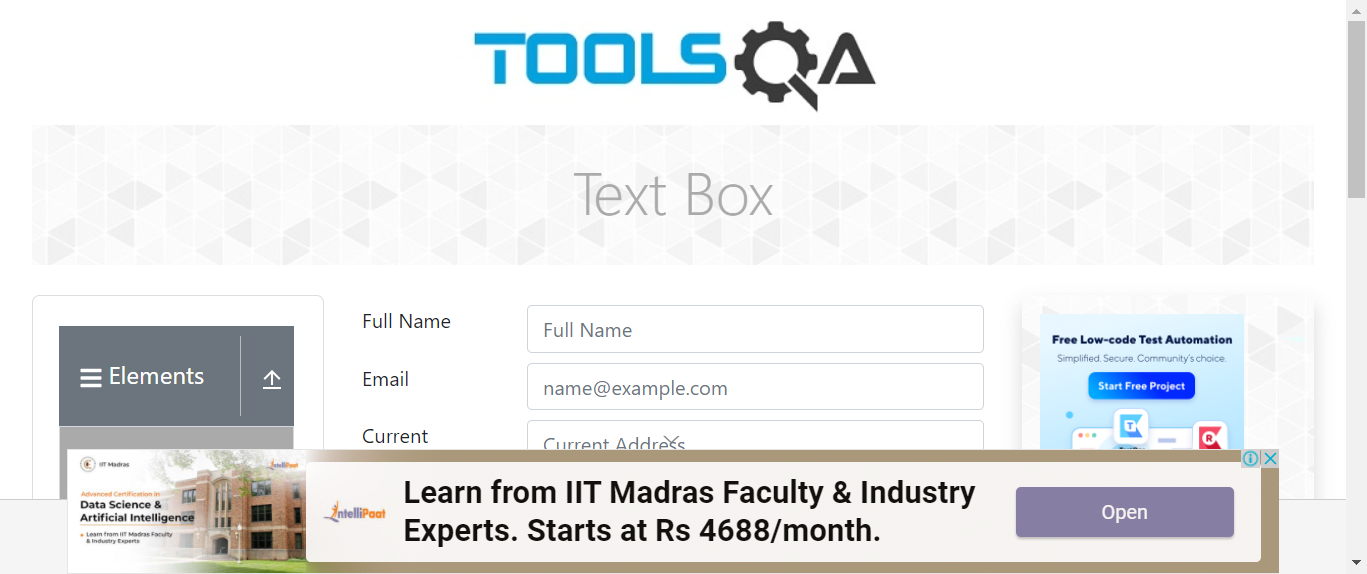 TOOLSQA
Text Box
Elements
Full Name
Full Name
Email
name@example.com
Current
Current Address
Free Low-code Test Automation
Simplified. Secure. Community's choice.
Start Free Project
IIT Madras
IntelliPaat
Advanced Certification in
Data Science &
Artificial Intelligence
Learn from IIT Madras Faculty
& Industry Experts
IntelliPaat
Learn from IIT Madras Faculty & Industry
Experts. Starts at Rs 4688/month.
Open